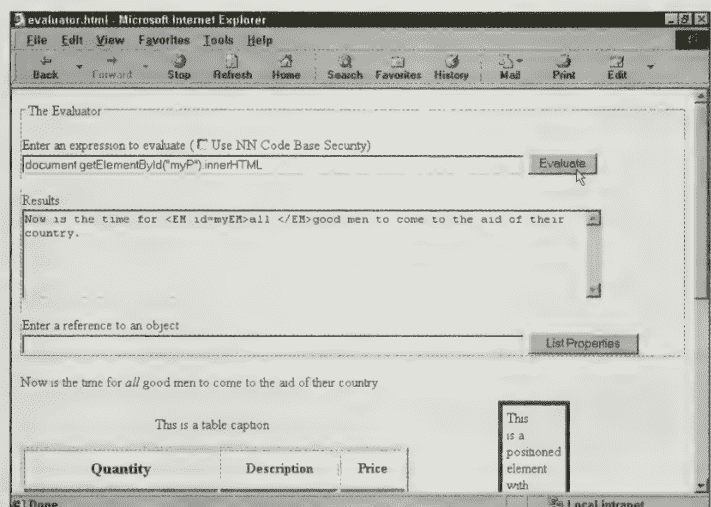 evaluator.html - Microsoft Internet Explorer
File Edit View Favorites Tools Help
Back Forward Stop Refresh Home Search Favorites History Mail Print Edit
The Evaluator
Enter an expression to evaluate ( Use NN Code Base Security)
document.getElementById("myP").innerHTML
Evaluate
Results
Now is the time for <EM id=myEM>all </EM>good men to come to the aid of their
country.
Enter a reference to an object
List Properties
Now is the time for all good men to come to the aid of their country
This is a table caption
Quantity Description Price
This
is a
positioned
element
with
Done
Local intranet